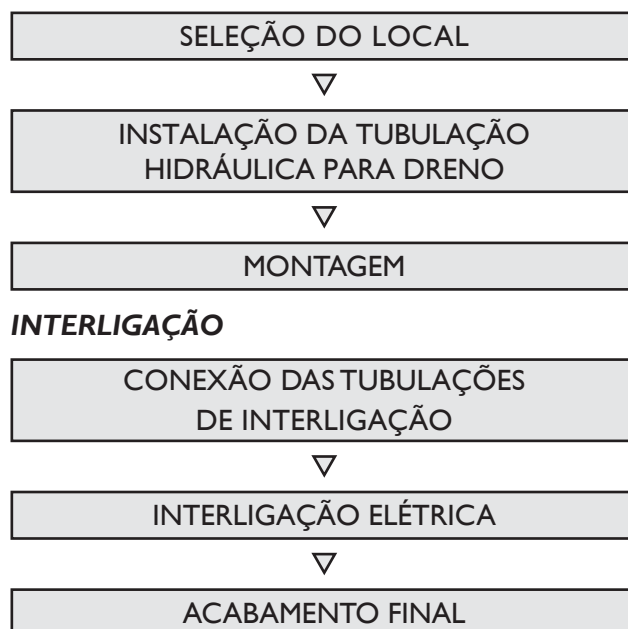 SELEÇÃO DO LOCAL
INSTALAÇÃO DA TUBULAÇÃO
HIDRÁULICA PARA DRENO
MONTAGEM
INTERLIGAÇÃO
CONEXÃO DAS TUBULAÇÕES
DE INTERLIGAÇÃO
INTERLIGAÇÃO ELÉTRICA
ACABAMENTO FINAL